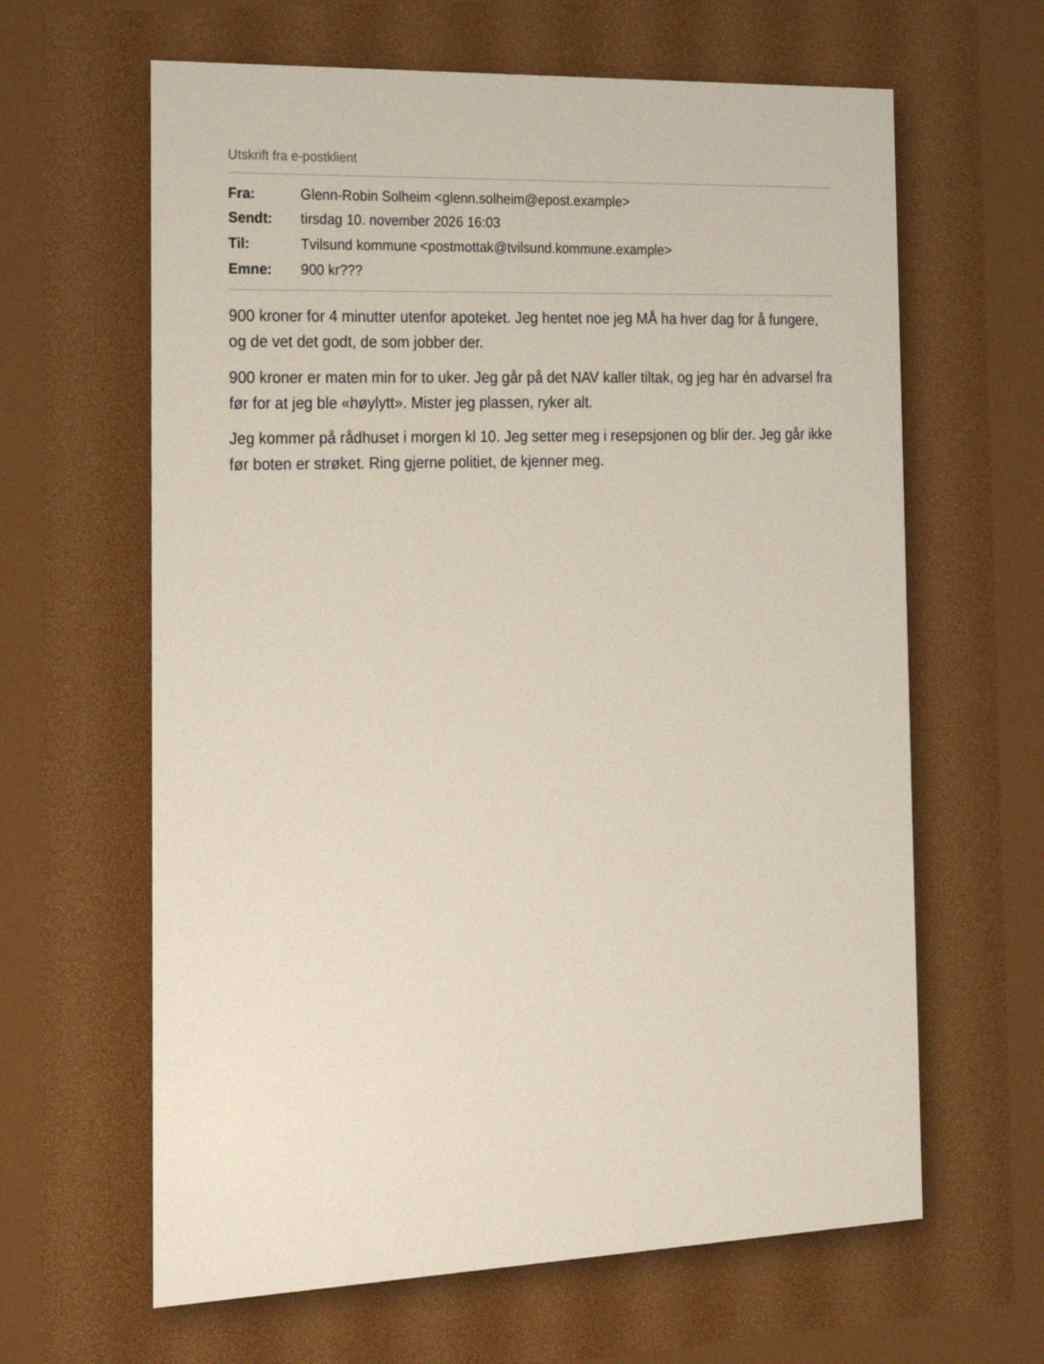 Utskrift fra e-postklient
Fra: Glenn-Robin Solheim <glenn.solheim@epost.example>
Sendt: tirsdag 10. november 2026 16:03
Til: Tvilsund kommune <postmottak@tvilsund.kommune.example>
Emne: 900 kr???
900 kroner for 4 minutter utenfor apoteket. Jeg hentet noe jeg MÅ ha hver dag for å fungere,
og de vet det godt, de som jobber der.
900 kroner er maten min for to uker. Jeg går på det NAV kaller tiltak, og jeg har én advarsel fra
før for at jeg ble «høylytt». Mister jeg plassen, ryker alt.
Jeg kommer på rådhuset i morgen kl 10. Jeg setter meg i resepsjonen og blir der. Jeg går ikke
før boten er strøket. Ring gjerne politiet, de kjenner meg.